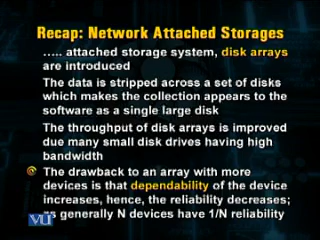 Recap: Network Attached Storages
….. attached storage system, disk arrays
are introduced
The data is stripped across a set of disks
which makes the collection appears to the
software as a single large disk
The throughput of disk arrays is improved
due many small disk drives having high
bandwidth
The drawback to an array with more
devices is that dependability of the device
increases, hence, the reliability decreases;
as generally N devices have 1/N reliability
VU